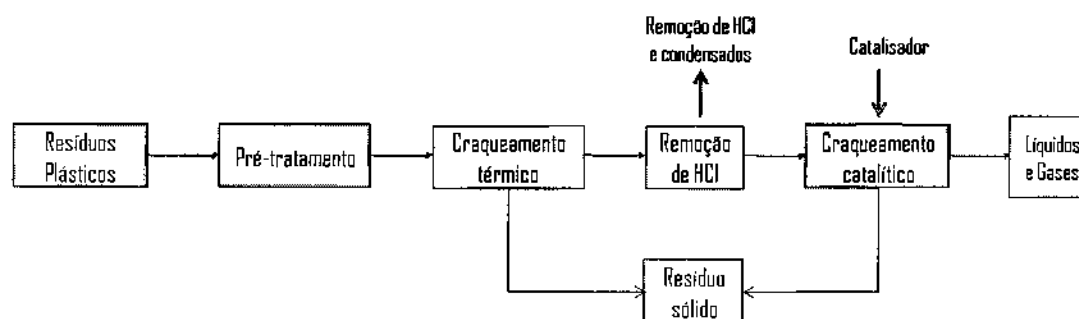 Remoção de HCl
e condensados
Catalisador
Resíduos
Plásticos
Pré-tratamento
Craqueamento
térmico
Remoção
de HCl
Craqueamento
catalítico
Líquidos
e Gases
Resíduo
sólido